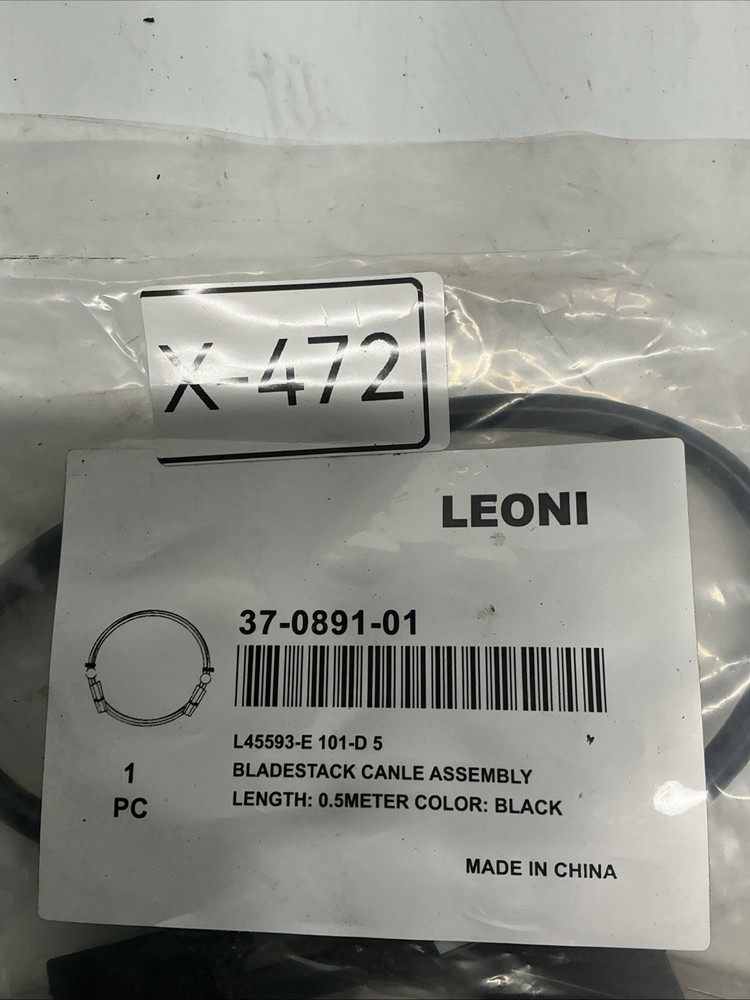 X-472
LEONI
37-0891-01
L45593-E 101-D 5
BLADESTACK CANLE ASSEMBLY
LENGTH: 0.5METER COLOR: BLACK
1
PC
MADE IN CHINA